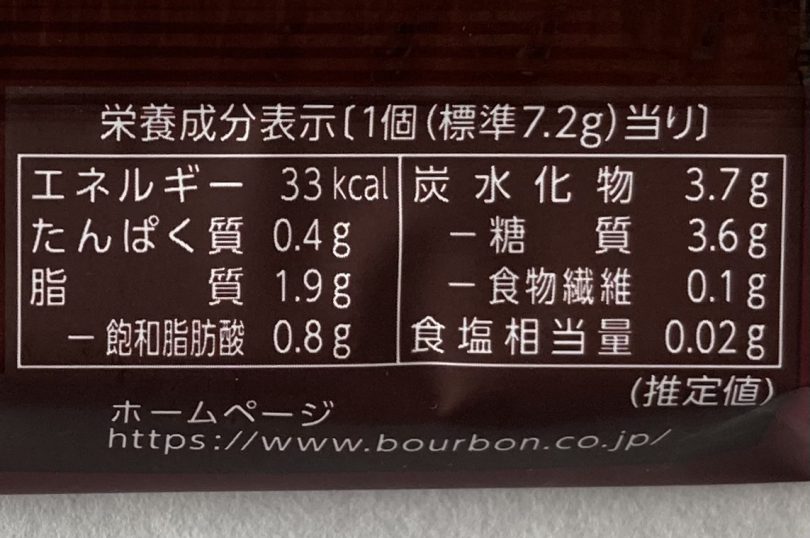 栄養成分表示〔1個(標準7.2g)当り〕
エネルギー 33kcal
たんぱく質 0.4g
脂質 1.9g
－飽和脂肪酸 0.8g
炭水化物 3.7g
－糖質 3.6g
－食物繊維 0.1g
食塩相当量 0.02g
(推定値)
ホームページ
https://www.bourbon.co.jp/